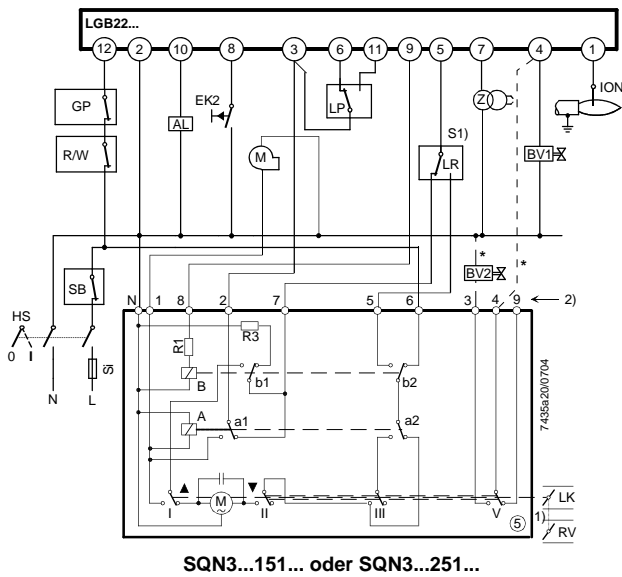 LGB22...
12 2 10 8 3 6 11 9 5 7 4 1
ION
GP
EK2
LP
Z
AL
S1)
R/W
M
LR
BV1
*
*
SB
BV2
HS
N 1 8 2 7 5 6 3 4 9 2)
0 I
Si
R1
R3
N L
B b1 b2
A a1 a2
7435a20/0704
LK
I M ~ II III V
1)
5
RV
SQN3...151... oder SQN3...251...